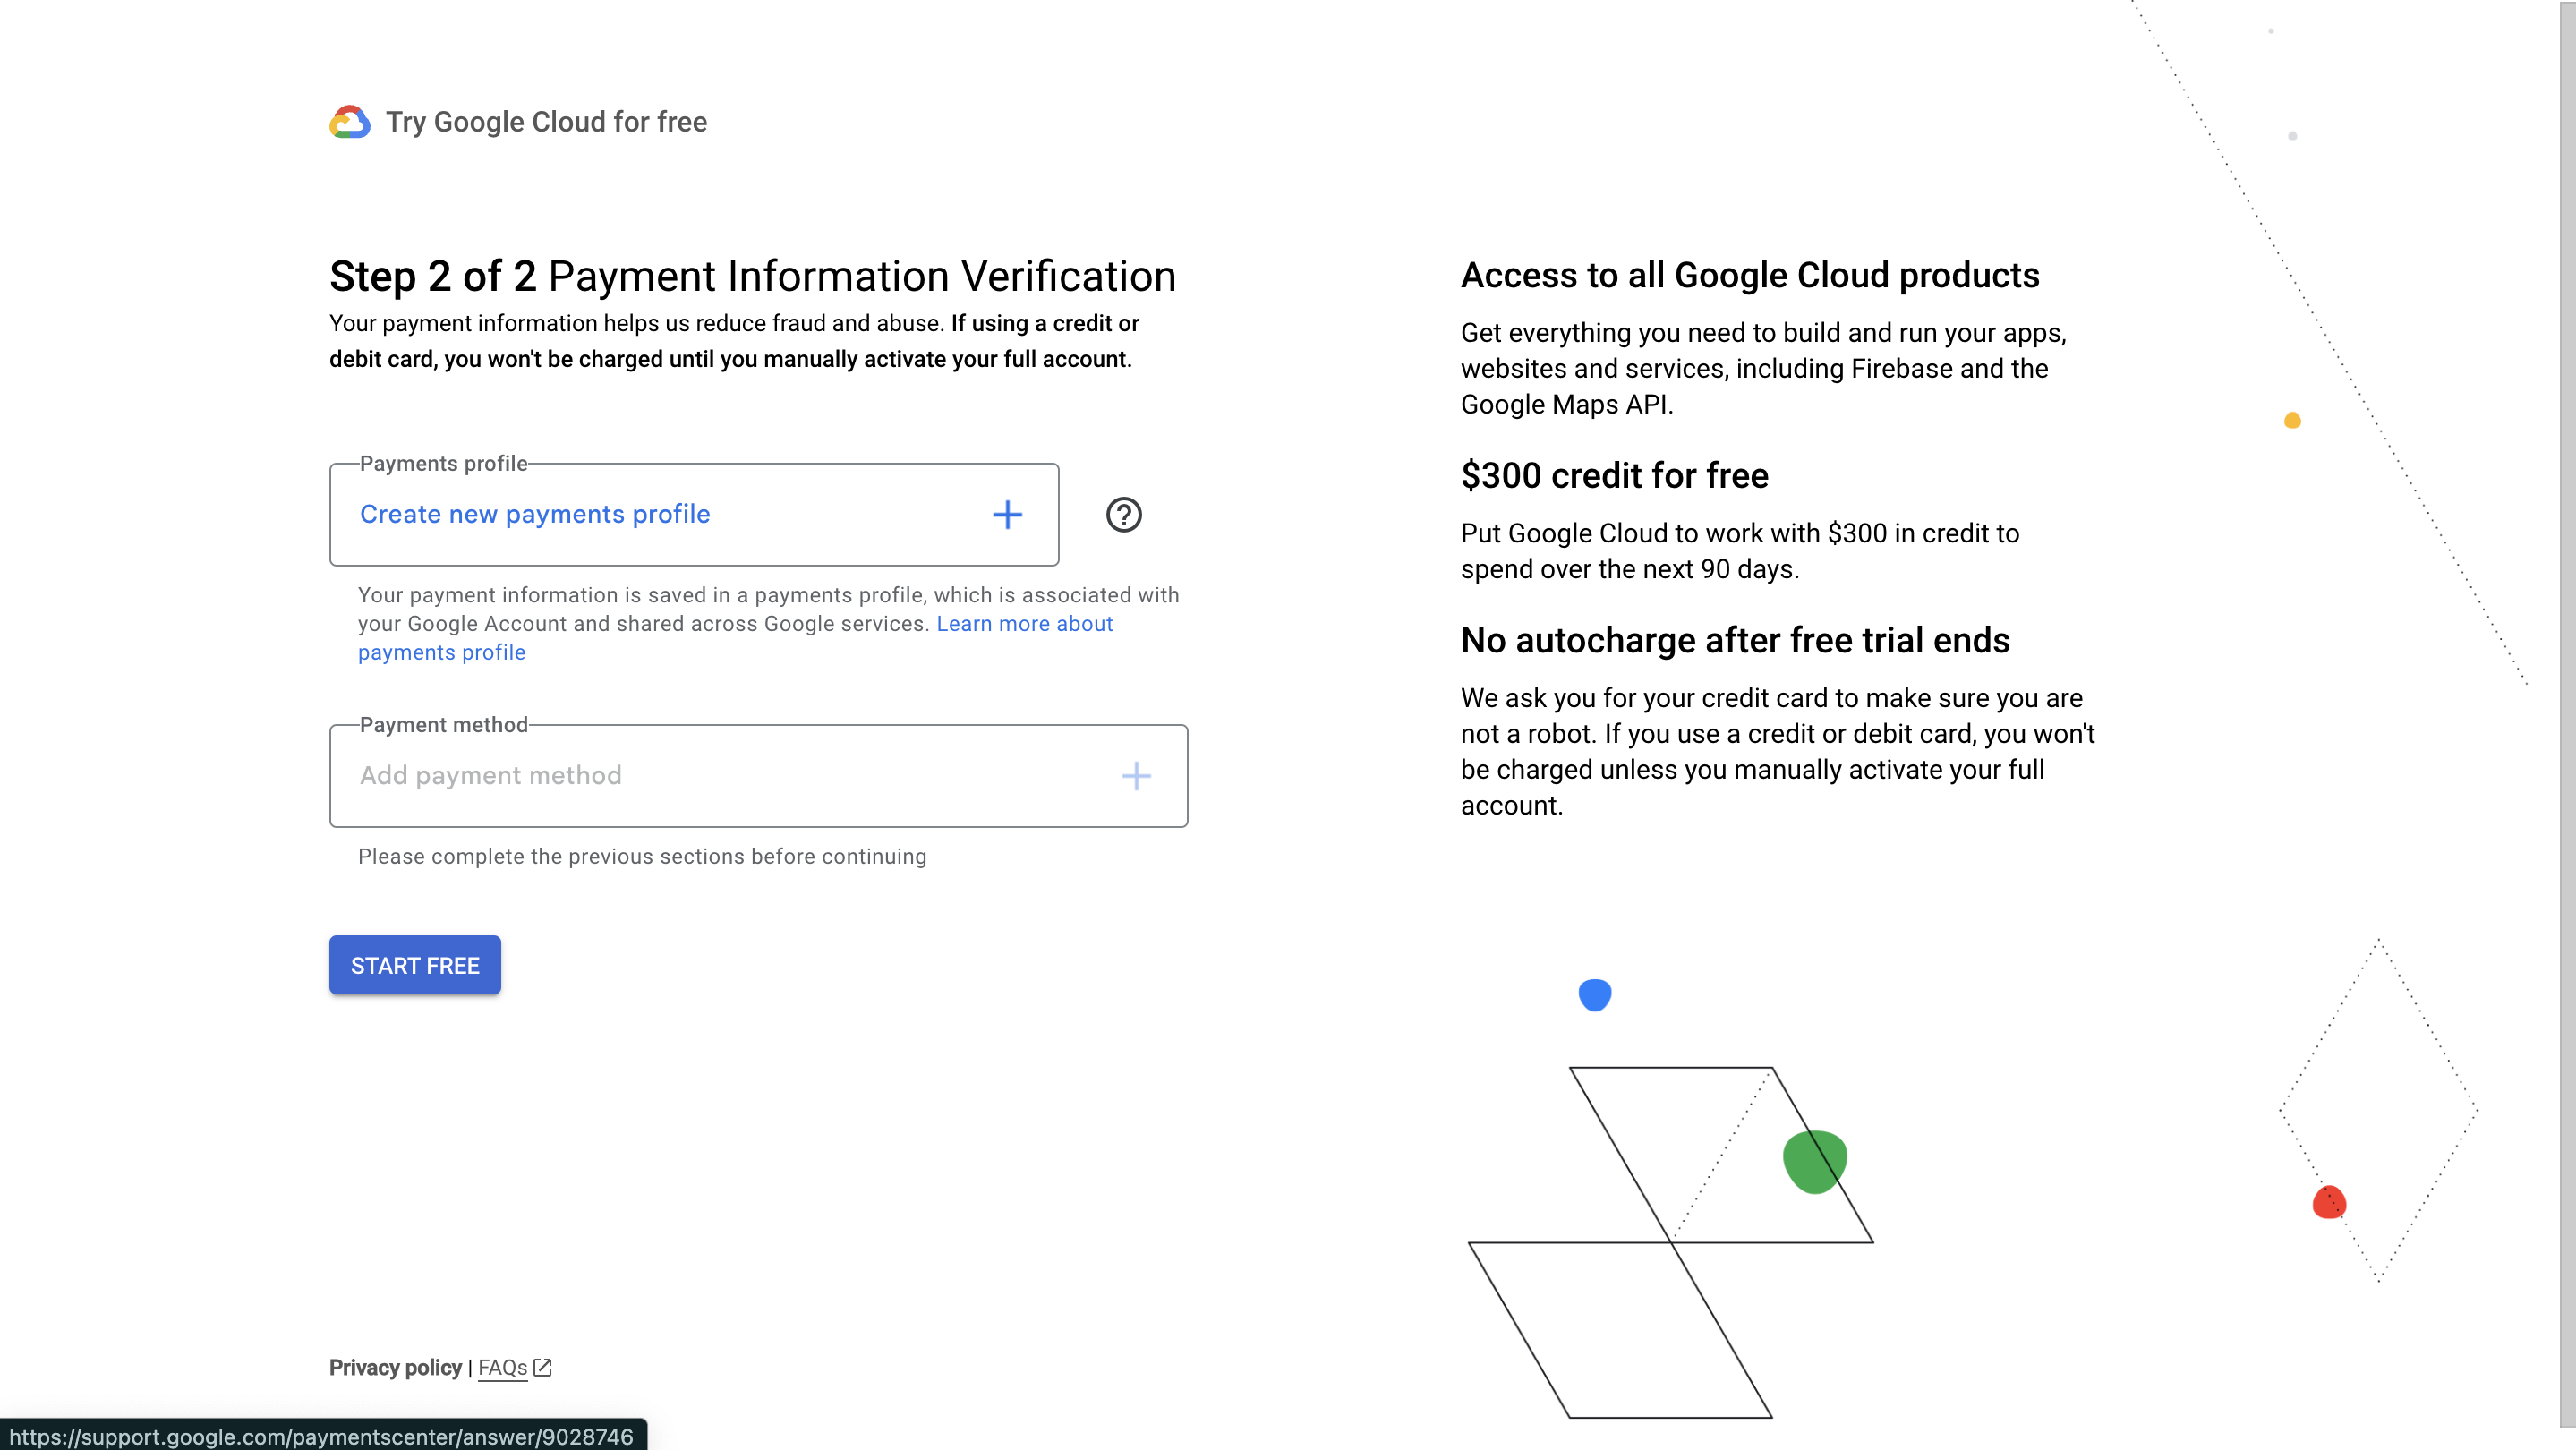 Try Google Cloud for free
Step 2 of 2 Payment Information Verification
Your payment information helps us reduce fraud and abuse. If using a credit or
debit card, you won't be charged until you manually activate your full account.
Payments profile
Create new payments profile
Your payment information is saved in a payments profile, which is associated with
your Google Account and shared across Google services. Learn more about
payments profile
Payment method
Add payment method
Please complete the previous sections before continuing
START FREE
Access to all Google Cloud products
Get everything you need to build and run your apps,
websites and services, including Firebase and the
Google Maps API.
$300 credit for free
Put Google Cloud to work with $300 in credit to
spend over the next 90 days.
No autocharge after free trial ends
We ask you for your credit card to make sure you are
not a robot. If you use a credit or debit card, you won't
be charged unless you manually activate your full
account.
Privacy policy | FAQs
https://support.google.com/paymentscenter/answer/9028746